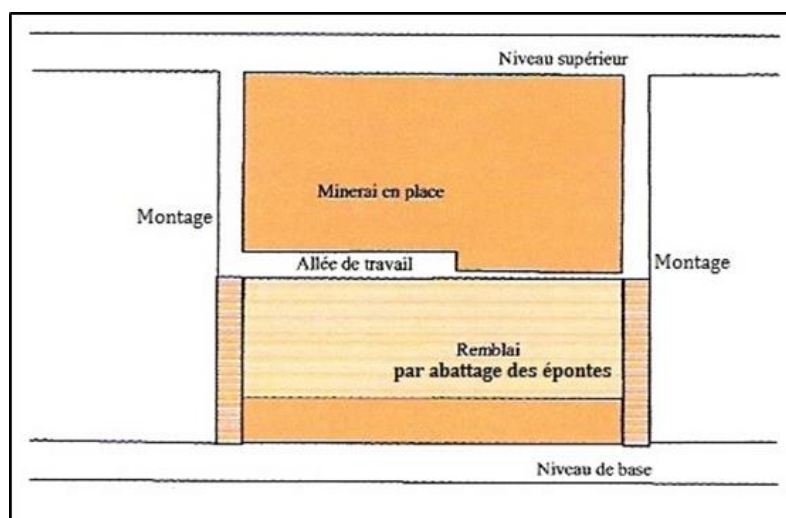 Niveau supérieur
Minerai en place
Montage
Allée de travail
Montage
Remblai
par abattage des épontes
Niveau de base